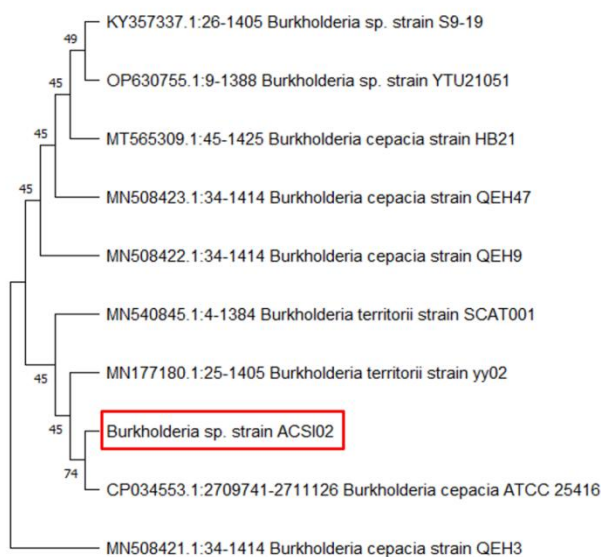 49
KY357337.1:26-1405 Burkholderia sp. strain S9-19
45
OP630755.1:9-1388 Burkholderia sp. strain YTU21051
45
MT565309.1:45-1425 Burkholderia cepacia strain HB21
45
MN508423.1:34-1414 Burkholderia cepacia strain QEH47
MN508422.1:34-1414 Burkholderia cepacia strain QEH9
MN540845.1:4-1384 Burkholderia territorii strain SCAT001
45
MN177180.1:25-1405 Burkholderia territorii strain yy02
45
Burkholderia sp. strain ACSI02
74
CP034553.1:2709741-2711126 Burkholderia cepacia ATCC 25416
MN508421.1:34-1414 Burkholderia cepacia strain QEH3